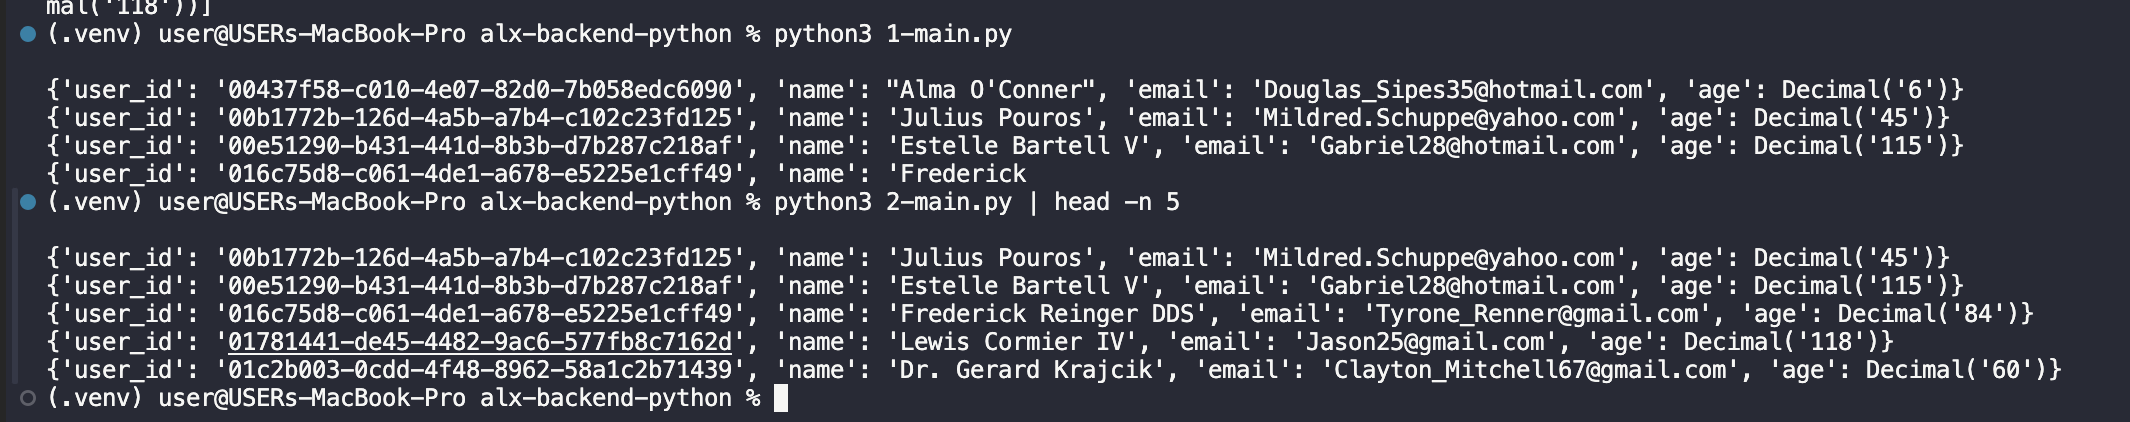 mal('118'))]
(.venv) user@USERs-MacBook-Pro alx-backend-python % python3 1-main.py
{'user_id': '00437f58-c010-4e07-82d0-7b058edc6090', 'name': "Alma O'Conner", 'email': 'Douglas_Sipes35@hotmail.com', 'age': Decimal('6')}
{'user_id': '00b1772b-126d-4a5b-a7b4-c102c23fd125', 'name': 'Julius Pouros', 'email': 'Mildred.Schuppe@yahoo.com', 'age': Decimal('45')}
{'user_id': '00e51290-b431-441d-8b3b-d7b287c218af', 'name': 'Estelle Bartell V', 'email': 'Gabriel28@hotmail.com', 'age': Decimal('115')}
{'user_id': '016c75d8-c061-4de1-a678-e5225e1cff49', 'name': 'Frederick
(.venv) user@USERs-MacBook-Pro alx-backend-python % python3 2-main.py | head -n 5
{'user_id': '00b1772b-126d-4a5b-a7b4-c102c23fd125', 'name': 'Julius Pouros', 'email': 'Mildred.Schuppe@yahoo.com', 'age': Decimal('45')}
{'user_id': '00e51290-b431-441d-8b3b-d7b287c218af', 'name': 'Estelle Bartell V', 'email': 'Gabriel28@hotmail.com', 'age': Decimal('115')}
{'user_id': '016c75d8-c061-4de1-a678-e5225e1cff49', 'name': 'Frederick Reinger DDS', 'email': 'Tyrone_Renner@gmail.com', 'age': Decimal('84')}
{'user_id': '01781441-de45-4482-9ac6-577fb8c7162d', 'name': 'Lewis Cormier IV', 'email': 'Jason25@gmail.com', 'age': Decimal('118')}
{'user_id': '01c2b003-0cdd-4f48-8962-58a1c2b71439', 'name': 'Dr. Gerard Krajcik', 'email': 'Clayton_Mitchell67@gmail.com', 'age': Decimal('60')}
(.venv) user@USERs-MacBook-Pro alx-backend-python %